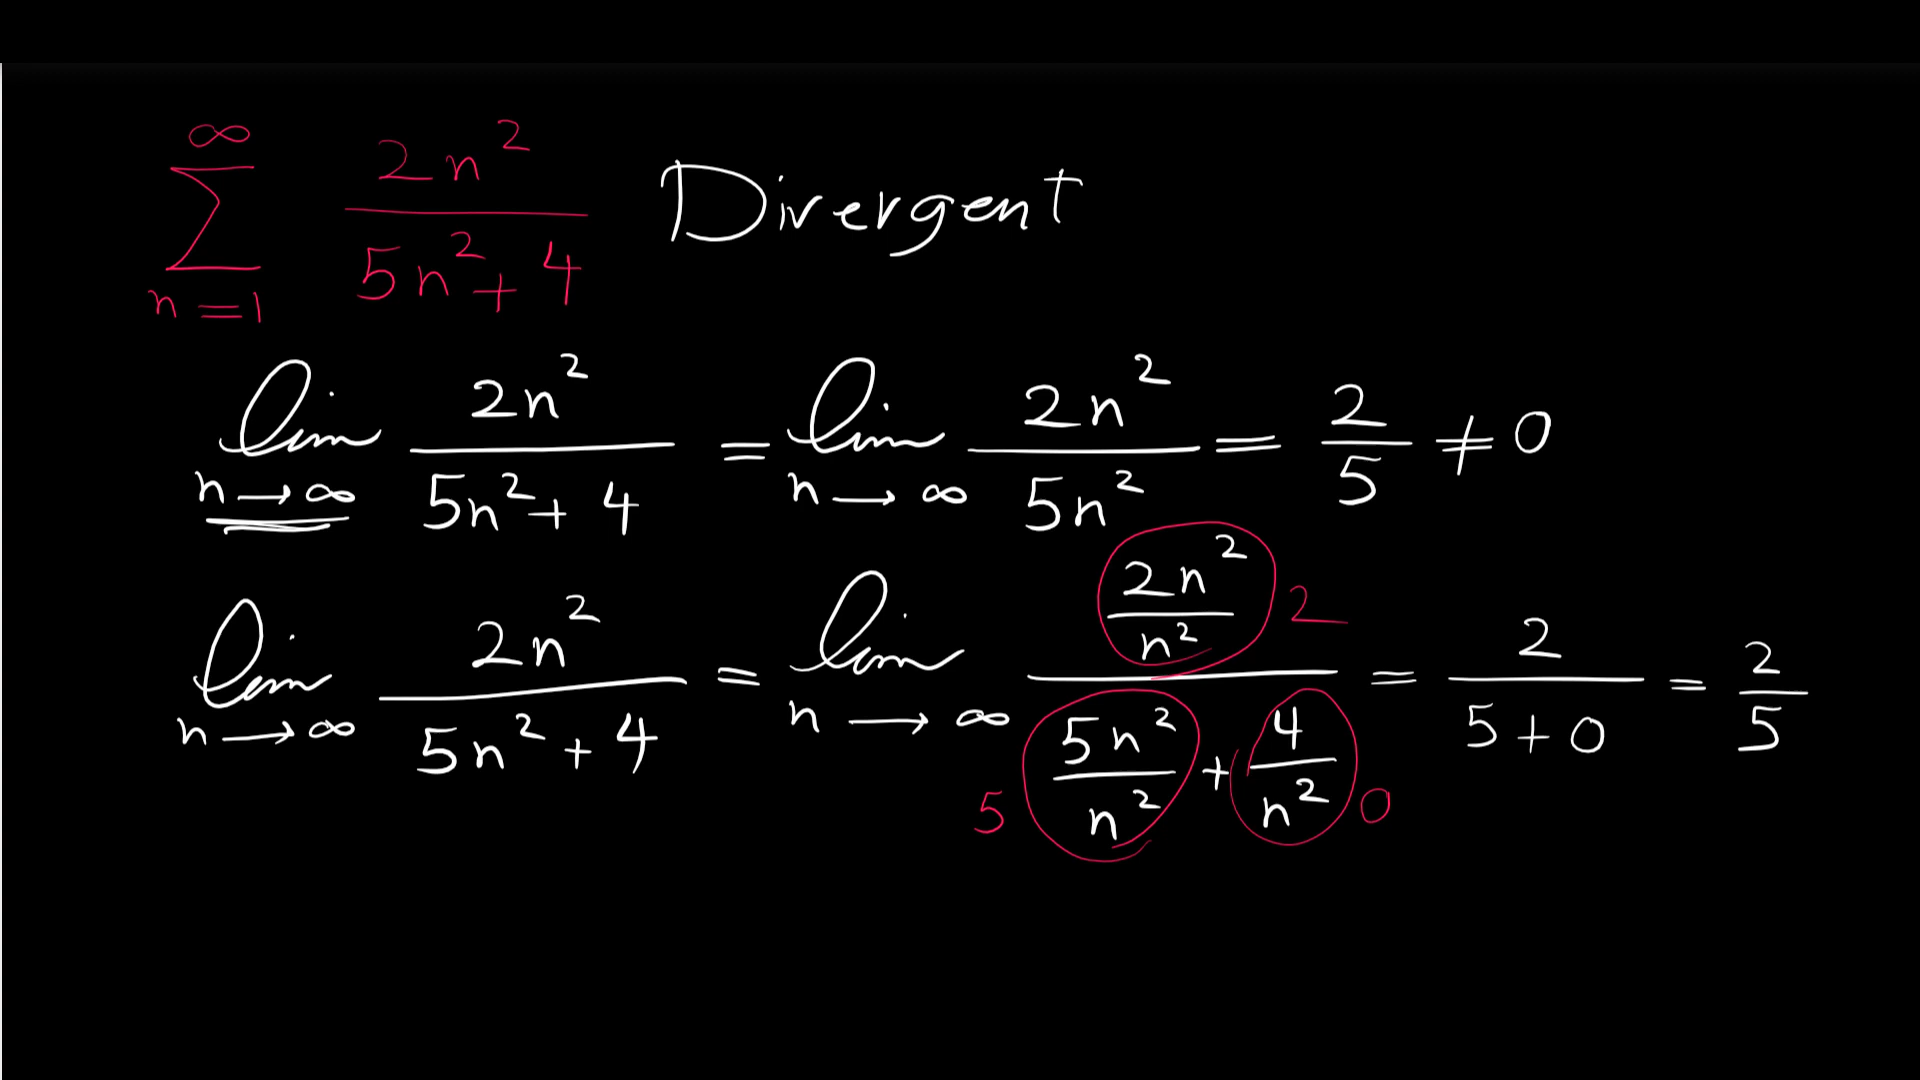 ∑_{n=1}^{∞} 2n²/(5n²+4) Divergent
lim_{n→∞} 2n²/(5n²+4) = lim_{n→∞} 2n²/5n² = 2/5 ≠ 0
lim_{n→∞} 2n²/(5n²+4) = lim_{n→∞} (2n²/n²)/(5n²/n² + 4/n²) = 2/(5+0) = 2/5
2
5 0